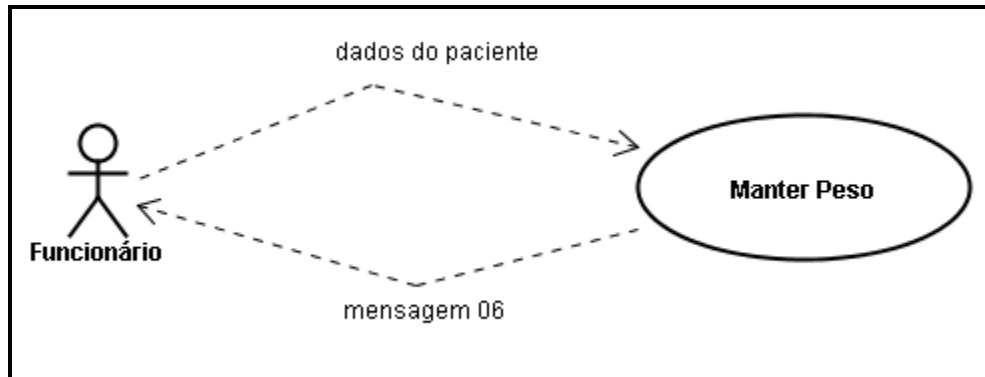 dados do paciente
Manter Peso
Funcionário
mensagem 06